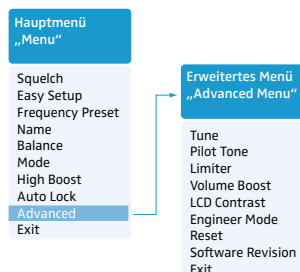 Hauptmenü
„Menu“
Squelch
Easy Setup
Frequency Preset
Name
Balance
Mode
High Boost
Auto Lock
Advanced
Exit
Erweitertes Menü
„Advanced Menu“
Tune
Pilot Tone
Limiter
Volume Boost
LCD Contrast
Engineer Mode
Reset
Software Revision
Exit